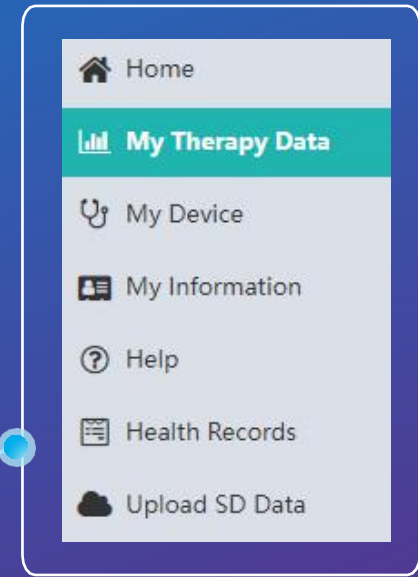 Home
My Therapy Data
My Device
My Information
Help
Health Records
Upload SD Data